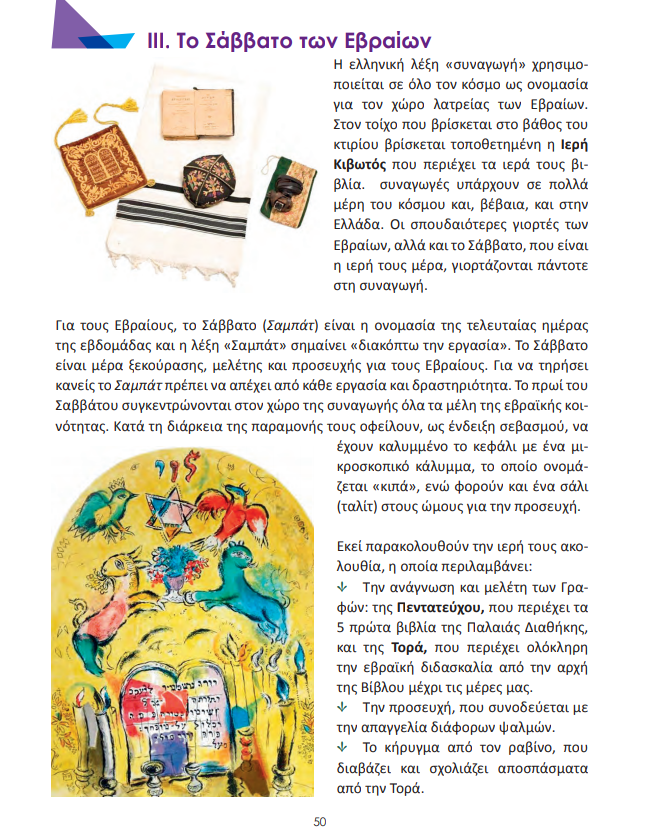 III. Το Σάββατο των Εβραίων
Η ελληνική λέξη «συναγωγή» χρησιμο-
ποιείται σε όλο τον κόσμο ως ονομασία
για τον χώρο λατρείας των Εβραίων.
Στον τοίχο που βρίσκεται στο βάθος του
κτιρίου βρίσκεται τοποθετημένη η Ιερή
Κιβωτός που περιέχει τα ιερά τους βι-
βλία. συναγωγές υπάρχουν σε πολλά
μέρη του κόσμου και, βέβαια, και στην
Ελλάδα. Οι σπουδαιότερες γιορτές των
Εβραίων, αλλά και το Σάββατο, που είναι
η ιερή τους μέρα, γιορτάζονται πάντοτε
στη συναγωγή.
Για τους Εβραίους, το Σάββατο (Σαμπάτ) είναι η ονομασία της τελευταίας ημέρας
της εβδομάδας και η λέξη «Σαμπάτ» σημαίνει «διακόπτω την εργασία». Το Σάββατο
είναι μέρα ξεκούρασης, μελέτης και προσευχής για τους Εβραίους. Για να τηρήσει
κανείς το Σαμπάτ πρέπει να απέχει από κάθε εργασία και δραστηριότητα. Το πρωί του
Σαββάτου συγκεντρώνονται στον χώρο της συναγωγής όλα τα μέλη της εβραϊκής κοι-
νότητας. Κατά τη διάρκεια της παραμονής τους οφείλουν, ως ένδειξη σεβασμού, να
έχουν καλυμμένο το κεφάλι με ένα μι-
κροσκοπικό κάλυμμα, το οποίο ονομά-
ζεται «κιπά», ενώ φορούν και ένα σάλι
(ταλίτ) στους ώμους για την προσευχή.
Εκεί παρακολουθούν την ιερή τους ακο-
λουθία, η οποία περιλαμβάνει:
Την ανάγνωση και μελέτη των Γρα-
φών: της Πεντατεύχου, που περιέχει τα
5 πρώτα βιβλία της Παλαιάς Διαθήκης,
και της Τορά, που περιέχει ολόκληρη
την εβραϊκή διδασκαλία από την αρχή
της Βίβλου μέχρι τις μέρες μας.
Την προσευχή, που συνοδεύεται με
την απαγγελία διάφορων ψαλμών.
Το κήρυγμα από τον ραβίνο, που
διαβάζει και σχολιάζει αποσπάσματα
από την Τορά.
50